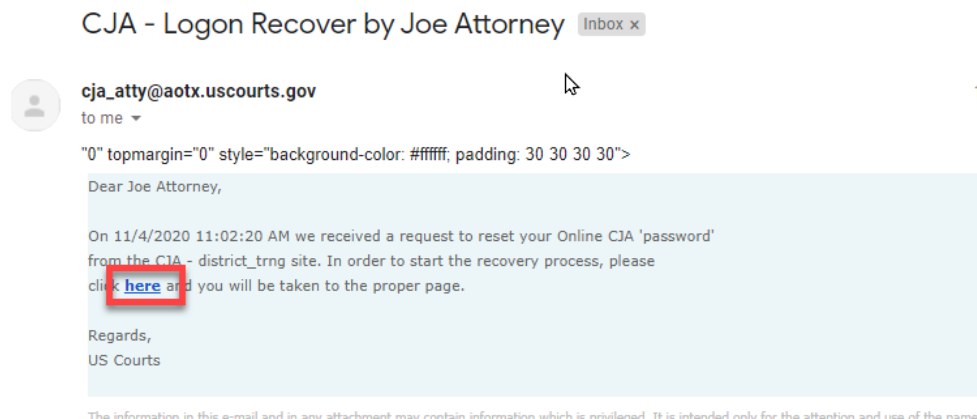 CJA - Logon Recover by Joe Attorney Inbox x
cja_atty@aotx.uscourts.gov
to me
"0" topmargin="0" style="background-color: #ffffff; padding: 30 30 30 30">
Dear Joe Attorney,
On 11/4/2020 11:02:20 AM we received a request to reset your Online CJA 'password'
from the CJA - district_trng site. In order to start the recovery process, please
click here and you will be taken to the proper page.
Regards,
US Courts
The information in this e-mail and in any attachment may contain information which is privileged. It is intended only for the attention and use of the name